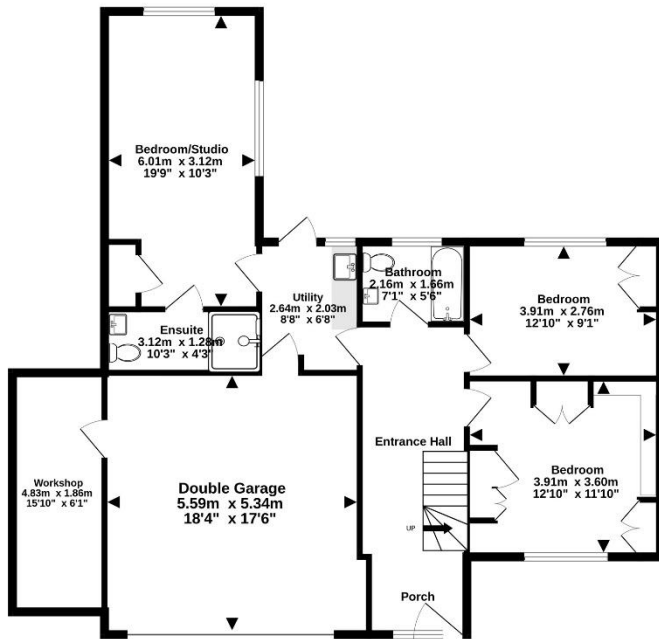 Bedroom/Studio
6.01m x 3.12m
19'9" x 10'3"
Utility
2.64m x 2.03m
8'8" x 6'8"
Bathroom
2.16m x 1.66m
7'1" x 5'6"
Bedroom
3.91m x 2.76m
12'10" x 9'1"
Ensuite
3.12m x 1.28m
10'3" x 4'3"
Workshop
4.83m x 1.86m
15'10" x 6'1"
Double Garage
5.59m x 5.34m
18'4" x 17'6"
Entrance Hall
UP
Bedroom
3.91m x 3.60m
12'10" x 11'10"
Porch